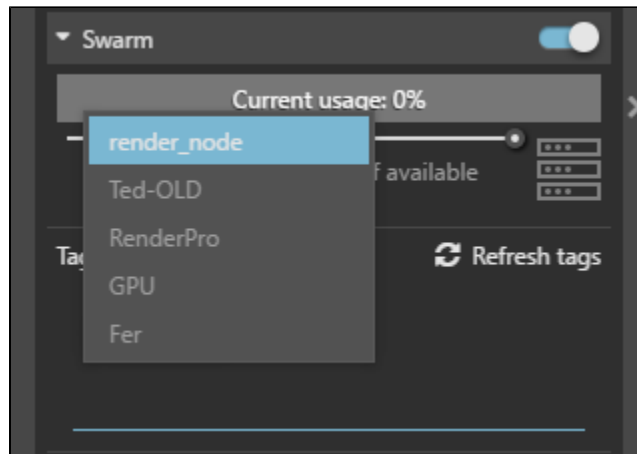 Swarm
Current usage: 0%
render_node
Ted-OLD
available
RenderPro
Refresh tags
GPU
Fer